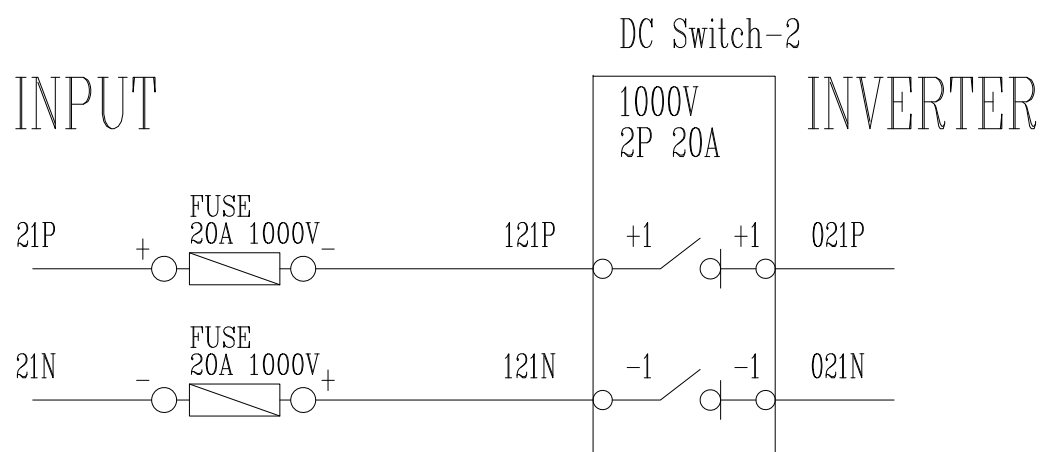 DC Switch-2
INPUT
1000V
2P 20A
INVERTER
FUSE
20A 1000V
21P
+
-
121P
+1
+1
021P
FUSE
20A 1000V
21N
-
+
121N
-1
-1
021N